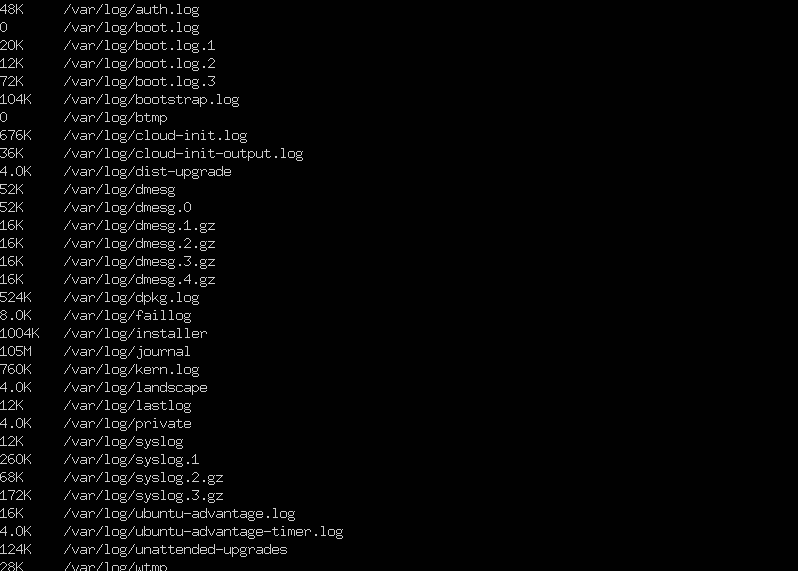 48K /var/log/auth.log
0 /var/log/boot.log
20K /var/log/boot.log.1
12K /var/log/boot.log.2
72K /var/log/boot.log.3
104K /var/log/bootstrap.log
0 /var/log/btmp
676K /var/log/cloud-init.log
36K /var/log/cloud-init-output.log
4.0K /var/log/dist-upgrade
52K /var/log/dmesg
52K /var/log/dmesg.0
16K /var/log/dmesg.1.gz
16K /var/log/dmesg.2.gz
16K /var/log/dmesg.3.gz
16K /var/log/dmesg.4.gz
524K /var/log/dpkg.log
8.0K /var/log/faillog
1004K /var/log/installer
105M /var/log/journal
760K /var/log/kern.log
4.0K /var/log/landscape
12K /var/log/lastlog
4.0K /var/log/private
12K /var/log/syslog
260K /var/log/syslog.1
68K /var/log/syslog.2.gz
172K /var/log/syslog.3.gz
16K /var/log/ubuntu-advantage.log
4.0K /var/log/ubuntu-advantage-timer.log
124K /var/log/unattended-upgrades
28K /var/log/wtmp